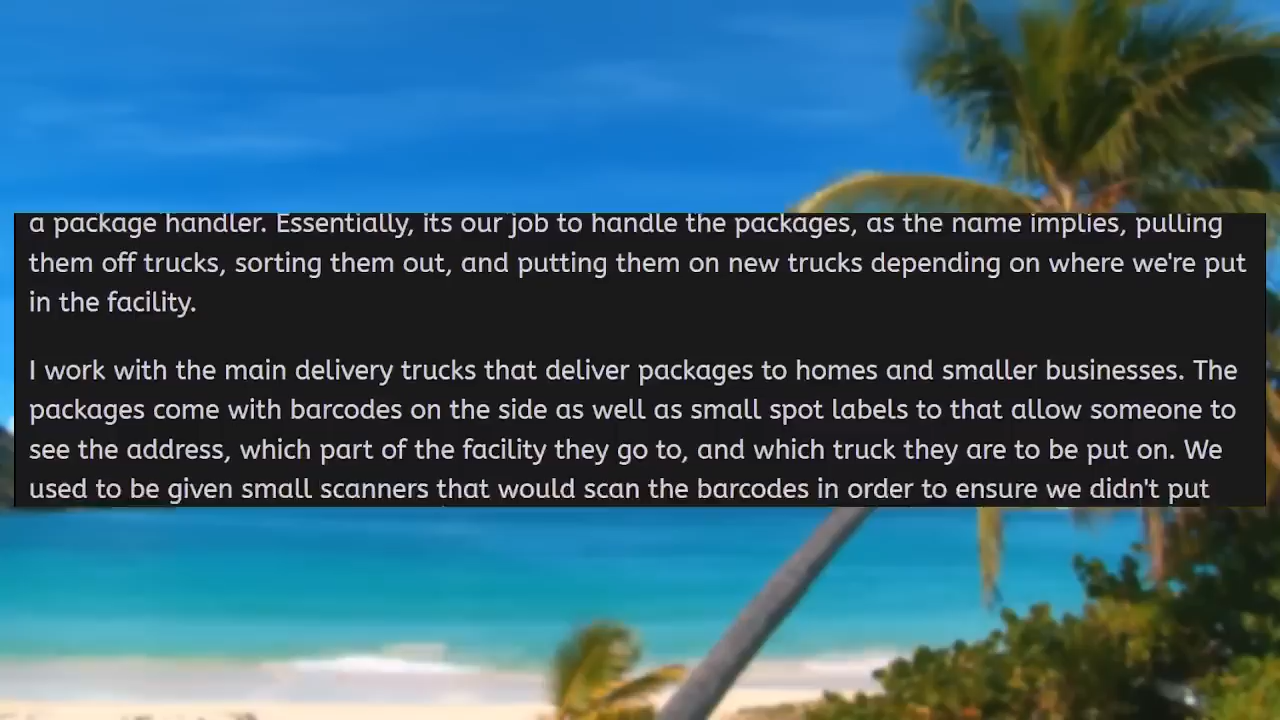 a package handler. Essentially, its our job to handle the packages, as the name implies, pulling
them off trucks, sorting them out, and putting them on new trucks depending on where we're put
in the facility.
I work with the main delivery trucks that deliver packages to homes and smaller businesses. The
packages come with barcodes on the side as well as small spot labels to that allow someone to
see the address, which part of the facility they go to, and which truck they are to be put on. We
used to be given small scanners that would scan the barcodes in order to ensure we didn't put